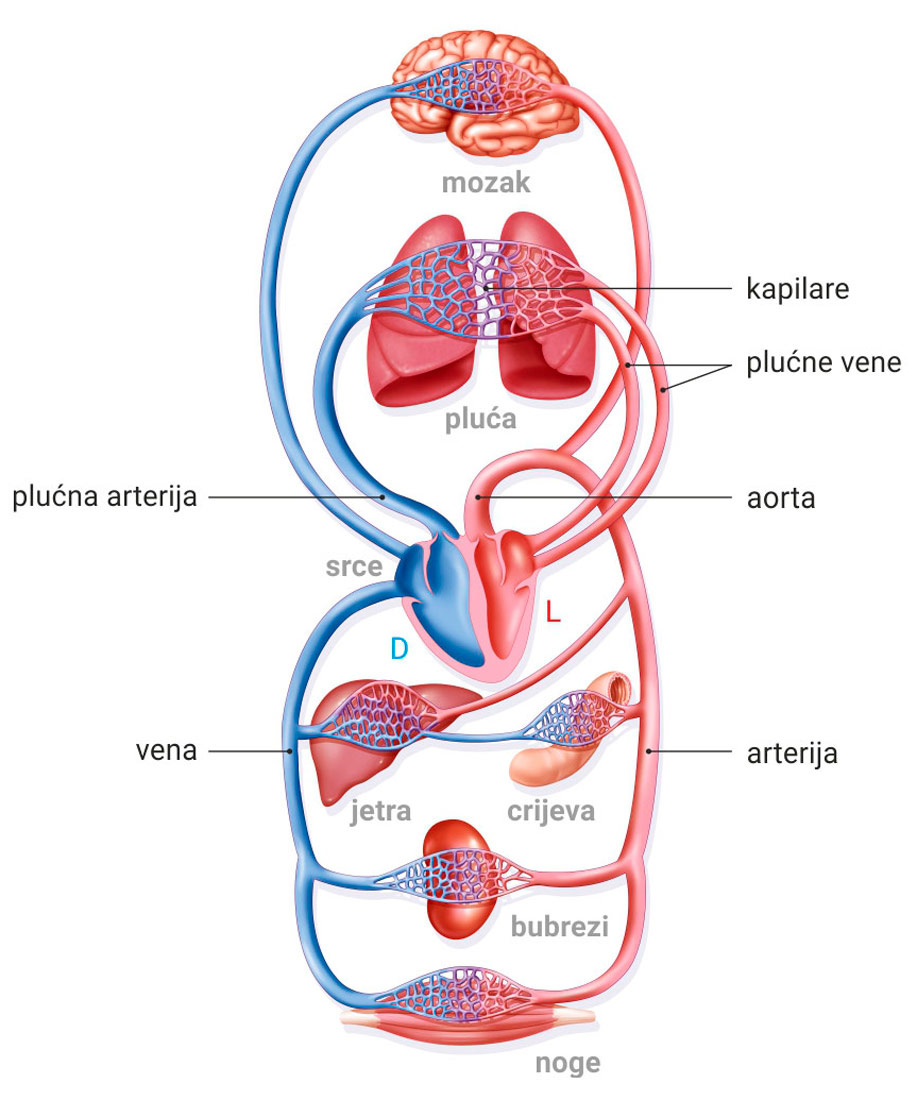 mozak
kapilare
plućne vene
pluća
plućna arterija
aorta
srce
L
D
vena
arterija
jetra
crijeva
bubrezi
noge